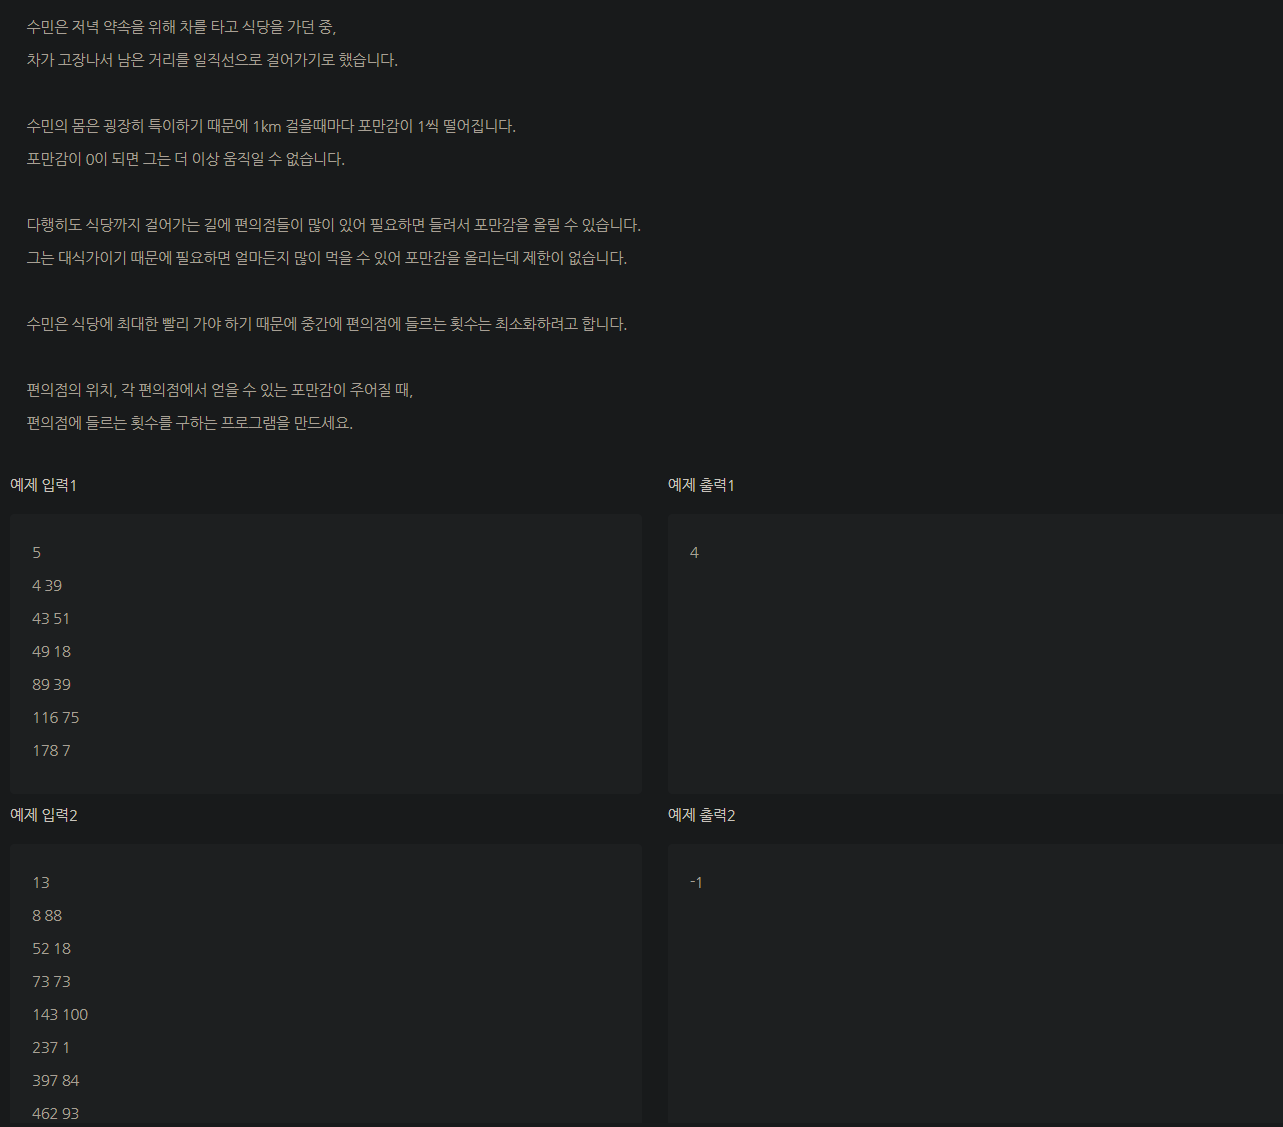 수민은 저녁 약속을 위해 차를 타고 식당을 가던 중,
차가 고장나서 남은 거리를 일직선으로 걸어가기로 했습니다.
수민의 몸은 굉장히 특이하기 때문에 1km 걸을때마다 포만감이 1씩 떨어집니다.
포만감이 0이 되면 그는 더 이상 움직일 수 없습니다.
다행히도 식당까지 걸어가는 길에 편의점들이 많이 있어 필요하면 들려서 포만감을 올릴 수 있습니다.
그는 대식가이기 때문에 필요하면 얼마든지 많이 먹을 수 있어 포만감을 올리는데 제한이 없습니다.
수민은 식당에 최대한 빨리 가야 하기 때문에 중간에 편의점에 들르는 횟수는 최소화하려고 합니다.
편의점의 위치, 각 편의점에서 얻을 수 있는 포만감이 주어질 때,
편의점에 들르는 횟수를 구하는 프로그램을 만드세요.
예제 입력1
예제 출력1
5
4
4 39
43 51
49 18
89 39
116 75
178 7
예제 입력2
예제 출력2
13
-1
8 88
52 18
73 73
143 100
237 1
397 84
462 93